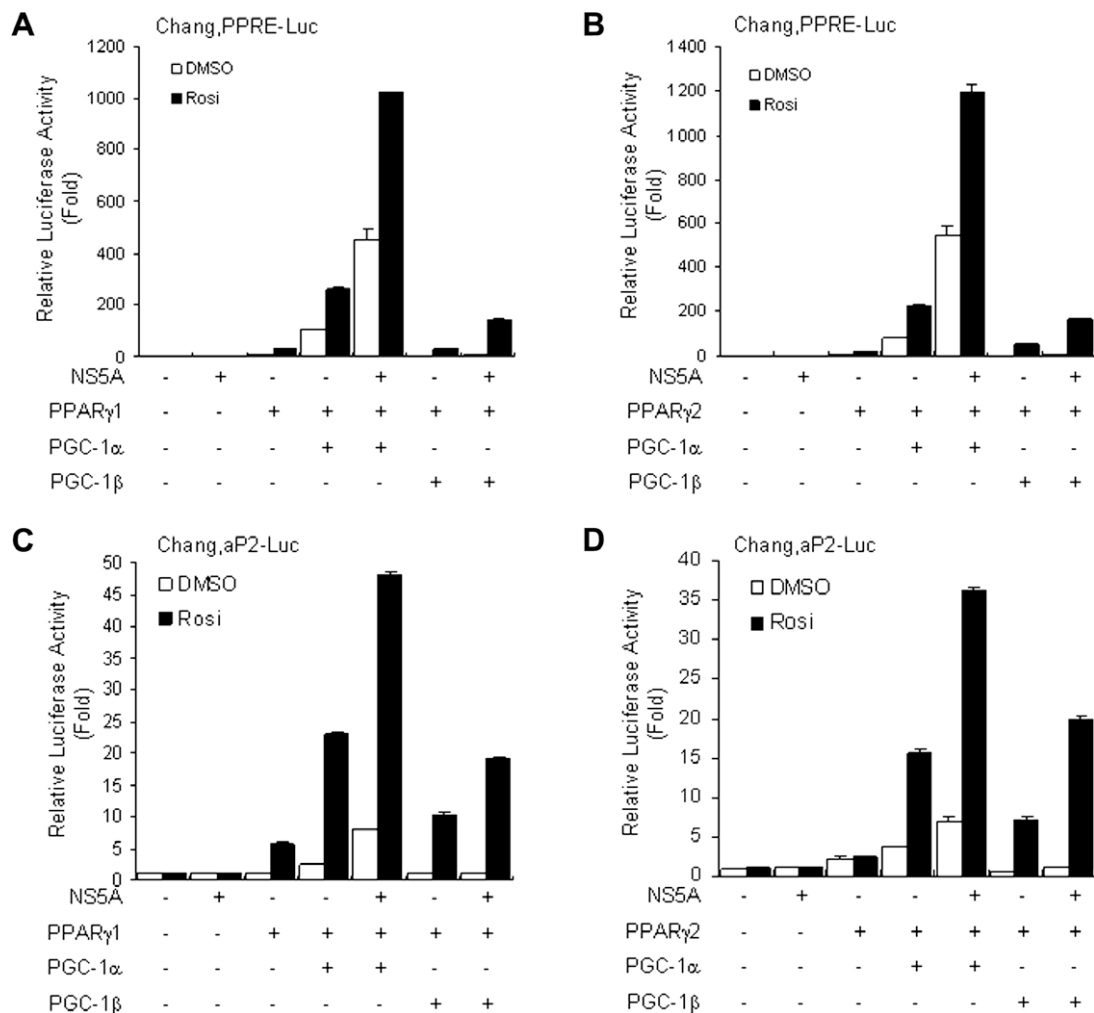 A
Chang,PPRE-Luc
DMSO
Rosi
Relative Luciferase Activity
(Fold)
1200
1000
800
600
400
200
0
NS5A - + - - + - +
PPARγ1 - - + + + + +
PGC-1α - - - + + - -
PGC-1β - - - - - + +
B
Chang,PPRE-Luc
DMSO
Rosi
Relative Luciferase Activity
(Fold)
1400
1200
1000
800
600
400
200
0
NS5A - + - - + - +
PPARγ2 - - + + + + +
PGC-1α - - - + + - -
PGC-1β - - - - - + +
C
Chang,aP2-Luc
DMSO
Rosi
Relative Luciferase Activity
(Fold)
50
45
40
35
30
25
20
15
10
5
0
NS5A - + - - + - +
PPARγ1 - - + + + + +
PGC-1α - - - + + - -
PGC-1β - - - - - + +
D
Chang,aP2-Luc
DMSO
Rosi
Relative Luciferase Activity
(Fold)
40
35
30
25
20
15
10
5
0
NS5A - + - - + - +
PPARγ2 - - + + + + +
PGC-1α - - - + + - -
PGC-1β - - - - - + +